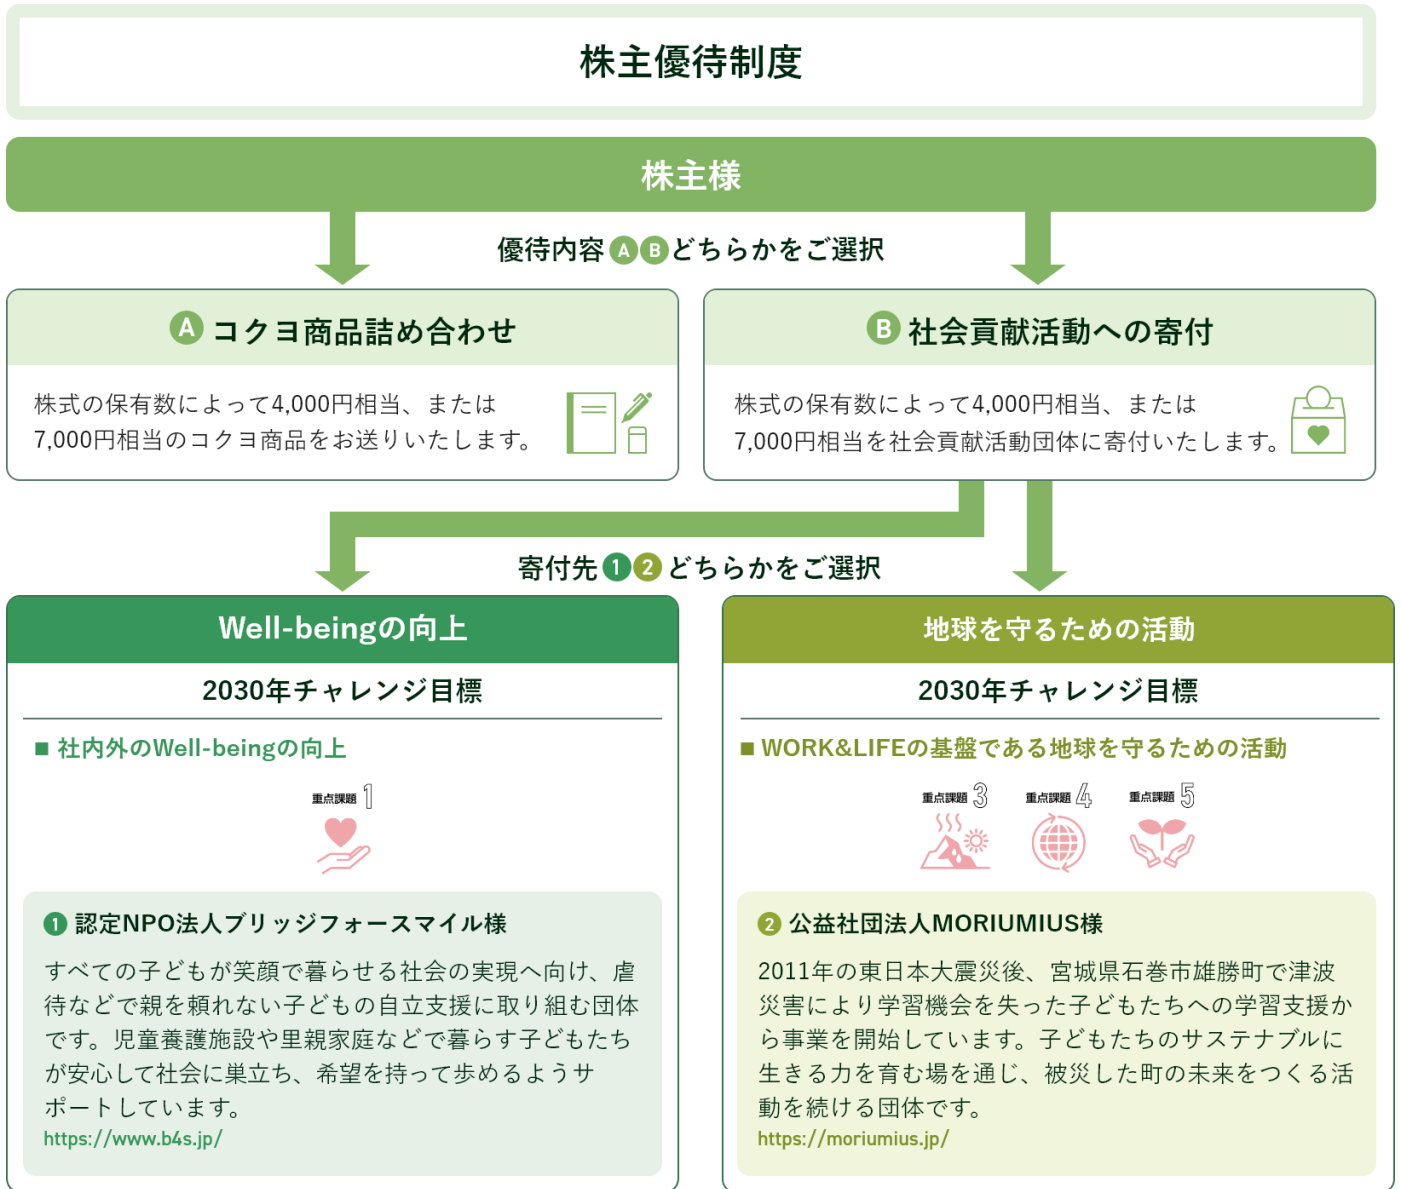 株主優待制度
株主様
優待内容 A B どちらかをご選択
A コクヨ商品詰め合わせ
株式の保有数によって4,000円相当、または
7,000円相当のコクヨ商品をお送りいたします。
B 社会貢献活動への寄付
株式の保有数によって4,000円相当、または
7,000円相当を社会貢献活動団体に寄付いたします。
寄付先 1 2 どちらかをご選択
Well-beingの向上
2030年チャレンジ目標
■ 社内外のWell-beingの向上
重点課題 1
1 認定NPO法人ブリッジフォースマイル様
すべての子どもが笑顔で暮らせる社会の実現へ向け、虐
待などで親を頼れない子どもの自立支援に取り組む団体
です。児童養護施設や里親家庭などで暮らす子どもたち
が安心して社会に巣立ち、希望を持って歩めるようサ
ポートしています。
https://www.b4s.jp/
地球を守るための活動
2030年チャレンジ目標
■ WORK&LIFEの基盤である地球を守るための活動
重点課題 3 重点課題 4 重点課題 5
2 公益社団法人MORIUMIUS様
2011年の東日本大震災後、宮城県石巻市雄勝町で津波
災害により学習機会を失った子どもたちへの学習支援か
ら事業を開始しています。子どもたちのサステナブルに
生きる力を育む場を通じ、被災した町の未来をつくる活
動を続ける団体です。
https://moriumius.jp/